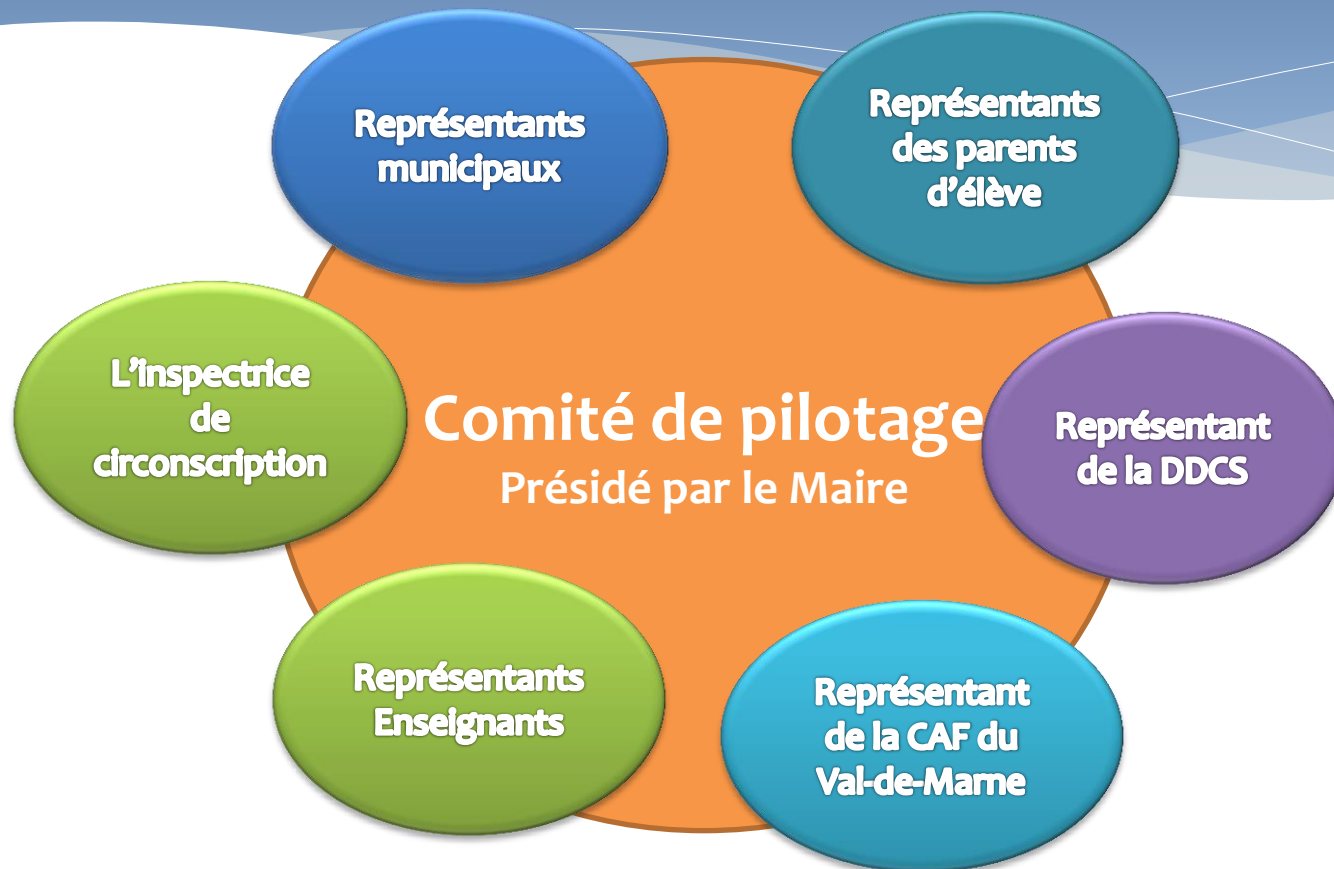 Représentants
municipaux
Représentants
des parents
d'élève
L'inspectrice
de
circonscription
Comité de pilotage
Présidé par le Maire
Représentant
de la DDCS
Représentants
Enseignants
Représentant
de la CAF du
Val-de-Marne